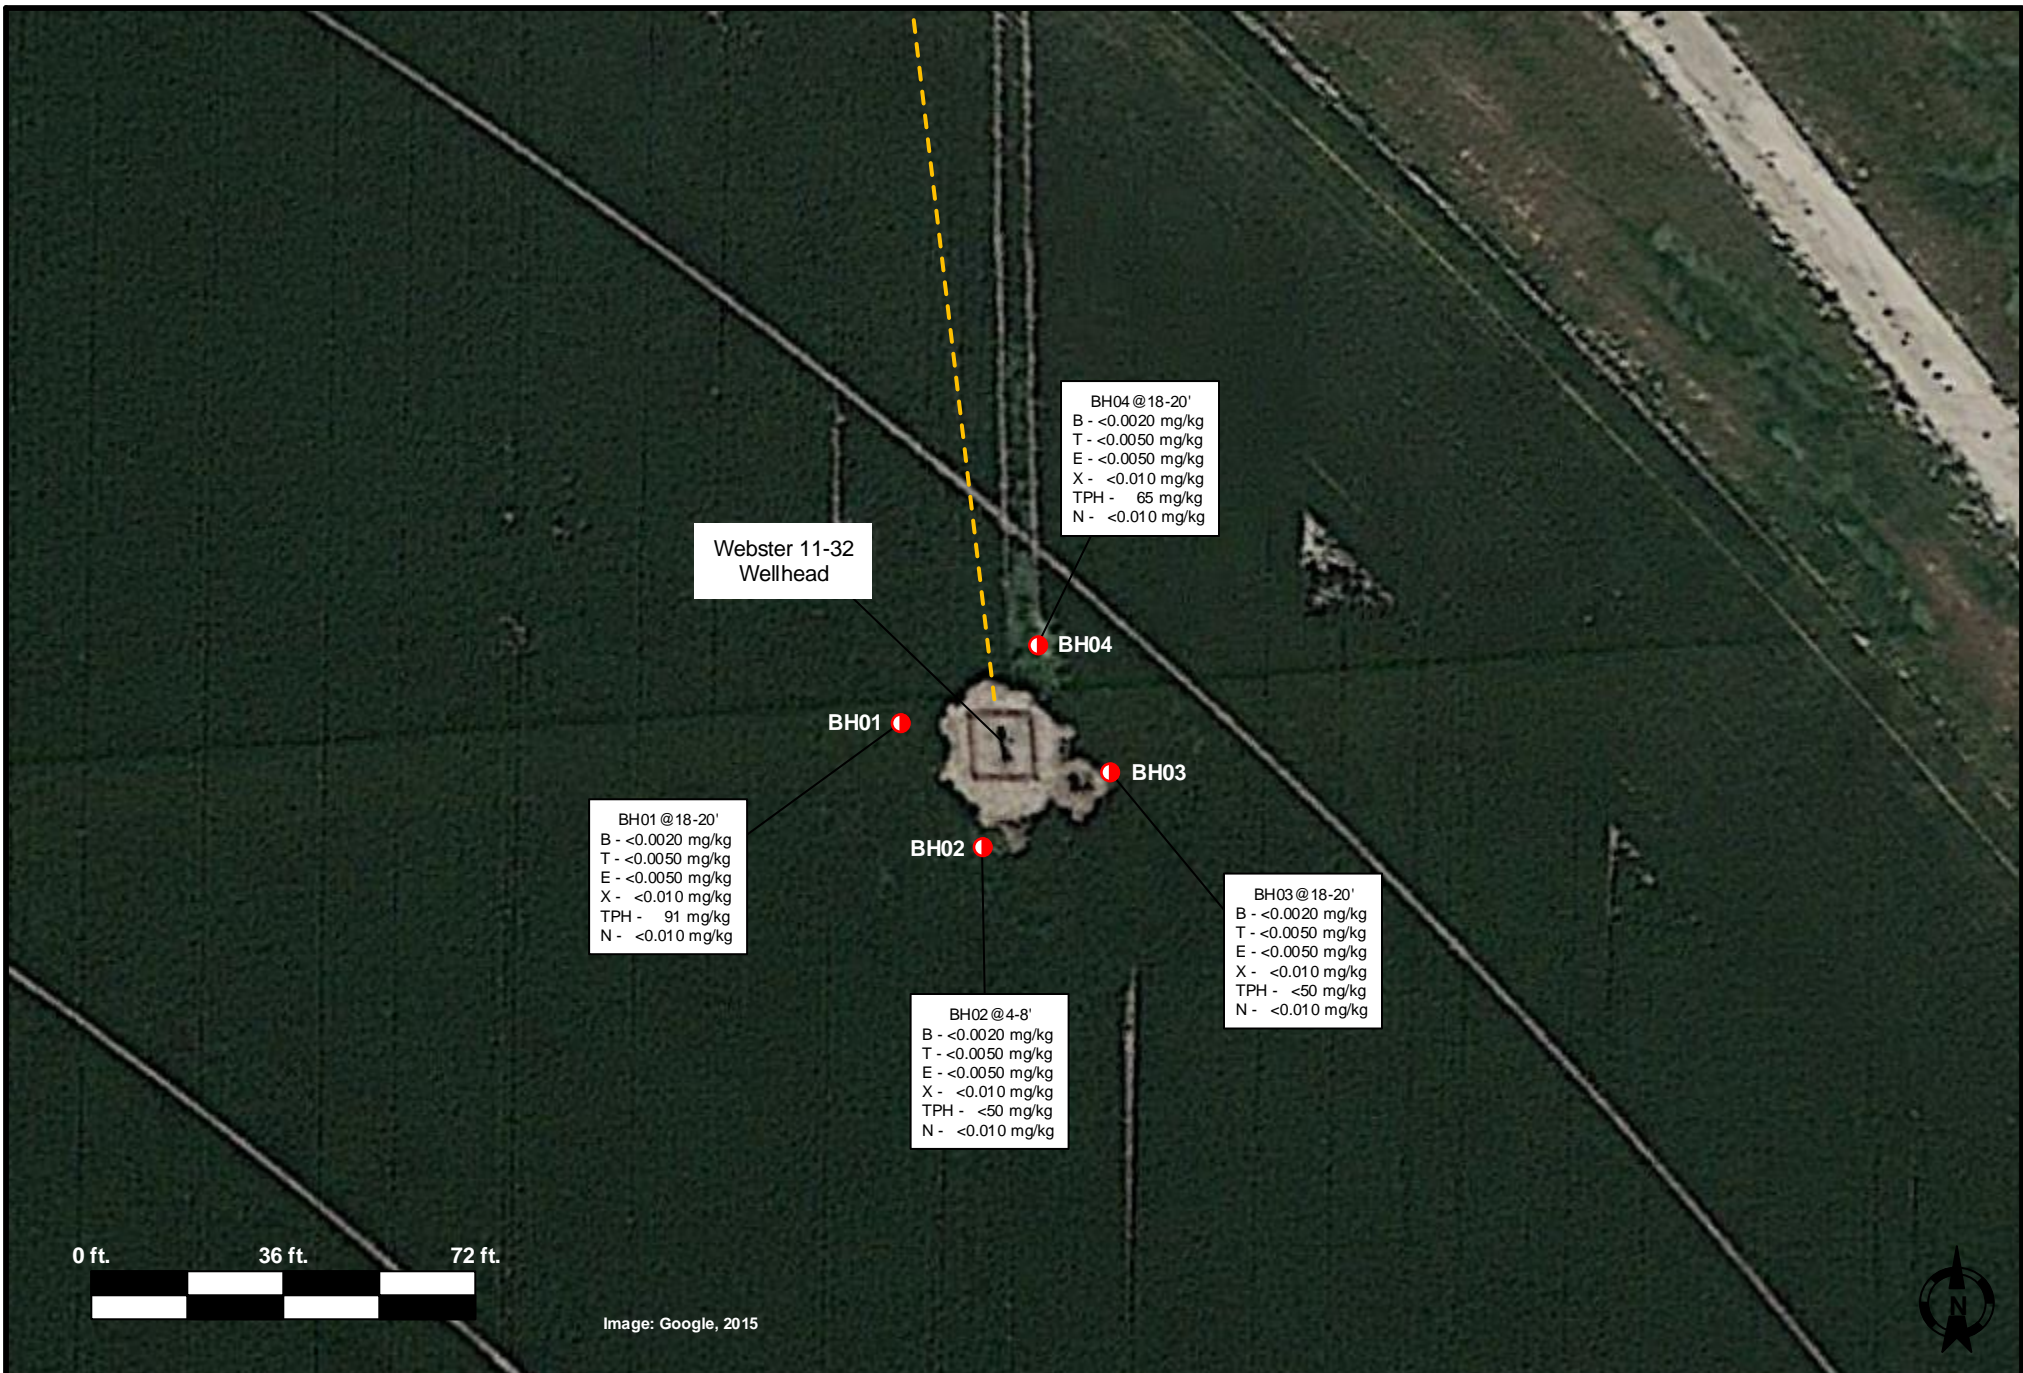 BH04@18-20'
B - <0.0020 mg/kg
T - <0.0050 mg/kg
E - <0.0050 mg/kg
X - <0.010 mg/kg
TPH - 65 mg/kg
N - <0.010 mg/kg
Webster 11-32
Wellhead
BH04
BH01
BH03
BH02
BH01@18-20'
B - <0.0020 mg/kg
T - <0.0050 mg/kg
E - <0.0050 mg/kg
X - <0.010 mg/kg
TPH - 91 mg/kg
N - <0.010 mg/kg
BH03@18-20'
B - <0.0020 mg/kg
T - <0.0050 mg/kg
E - <0.0050 mg/kg
X - <0.010 mg/kg
TPH - <50 mg/kg
N - <0.010 mg/kg
BH02@4-8'
B - <0.0020 mg/kg
T - <0.0050 mg/kg
E - <0.0050 mg/kg
X - <0.010 mg/kg
TPH - <50 mg/kg
N - <0.010 mg/kg
0 ft. 36 ft. 72 ft.
Image: Google, 2015
N